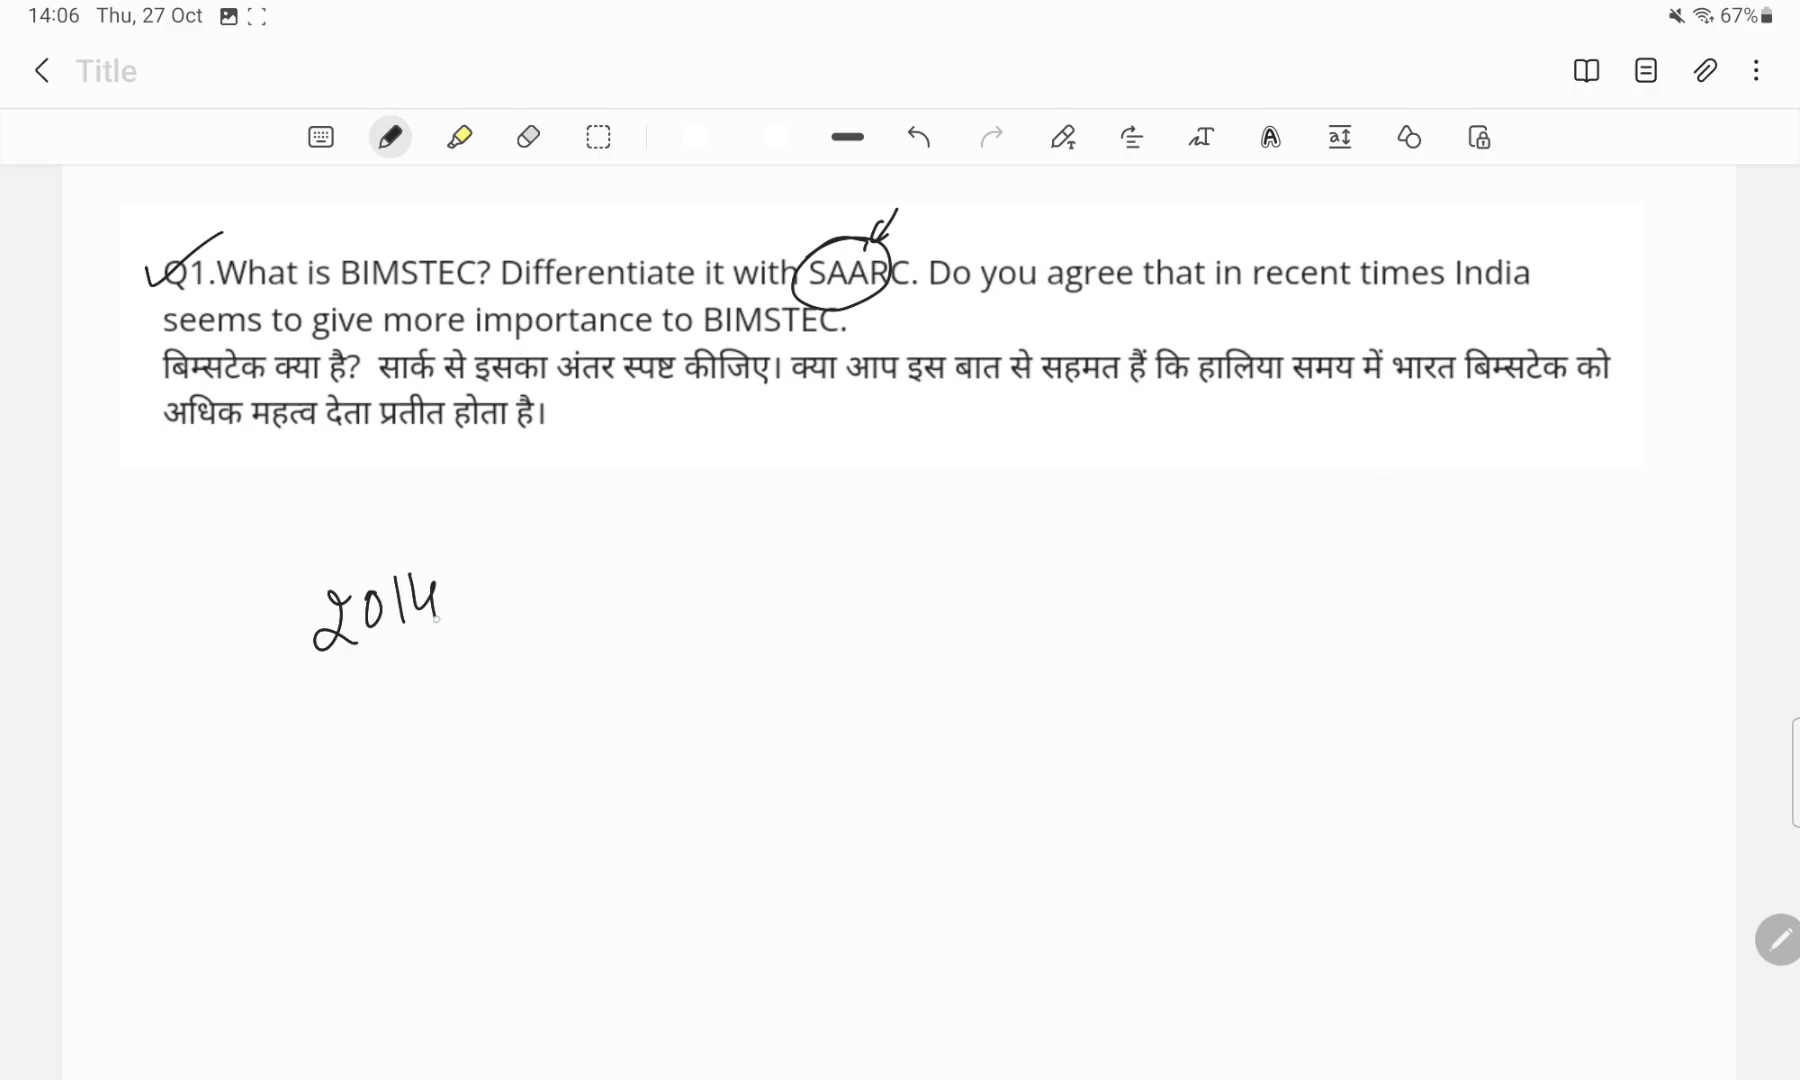 14:06 Thu, 27 Oct 67%
Title
Q1.What is BIMSTEC? Differentiate it with SAARC. Do you agree that in recent times India
seems to give more importance to BIMSTEC.
बिम्सटेक क्या है? सार्क से इसका अंतर स्पष्ट कीजिए। क्या आप इस बात से सहमत हैं कि हालिया समय में भारत बिम्सटेक को
अधिक महत्व देता प्रतीत होता है।
2014